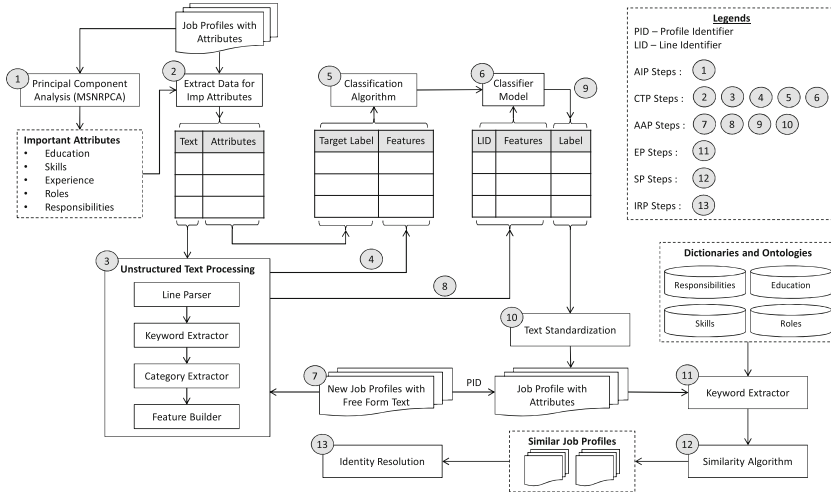 Job Profiles with
Attributes
1
Principal Component
Analysis (MSNRPCA)
2
Extract Data for
Imp Attributes
5
Classification
Algorithm
6
Classifier
Model
9
Important Attributes
• Education
• Skills
• Experience
• Roles
• Responsibilities
Text Attributes
Target Label Features
LID Features Label
Legends
PID – Profile Identifier
LID – Line Identifier
AIP Steps : 1
CTP Steps : 2 3 4 5 6
AAP Steps : 7 8 9 10
EP Steps : 11
SP Steps : 12
IRP Steps : 13
3
Unstructured Text Processing
Line Parser
Keyword Extractor
Category Extractor
Feature Builder
4
8
10
Text Standardization
Dictionaries and Ontologies
Responsibilities
Education
Skills
Roles
7
New Job Profiles with
Free Form Text
PID
Job Profile with
Attributes
11
Keyword Extractor
13
Identity Resolution
Similar Job Profiles
12
Similarity Algorithm